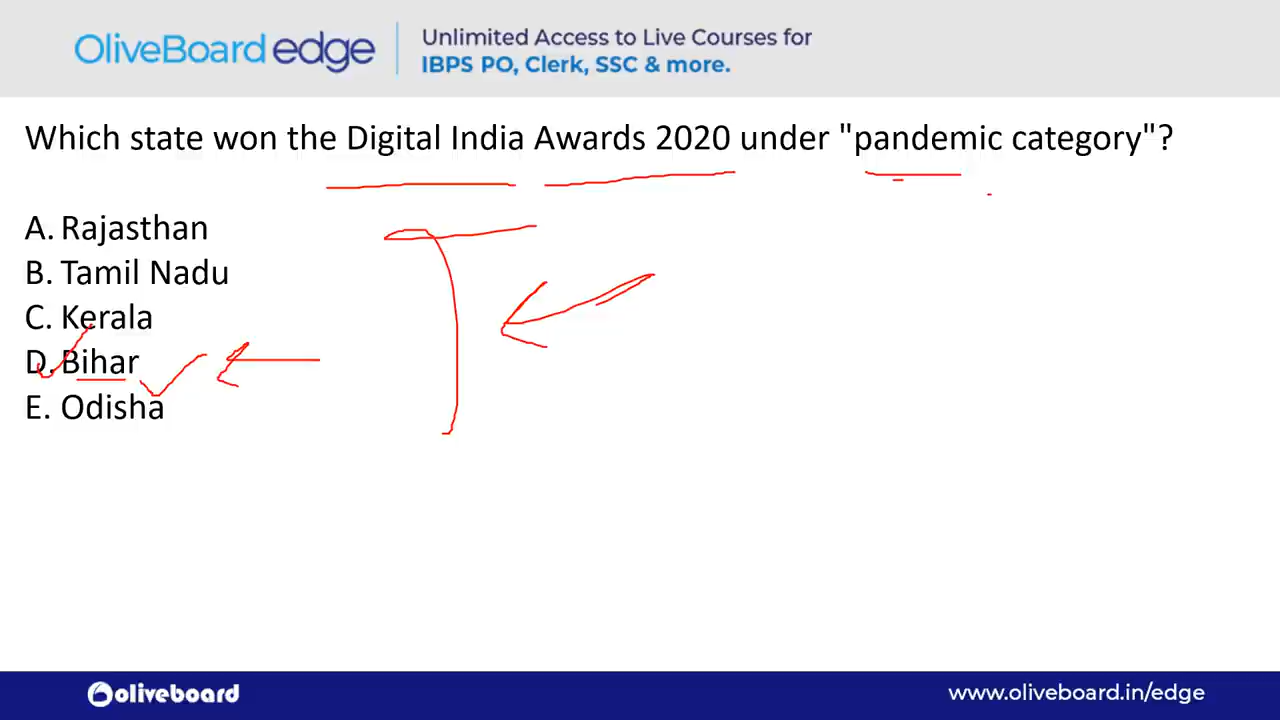 OliveBoard edge
Unlimited Access to Live Courses for
IBPS PO, Clerk, SSC & more.
Which state won the Digital India Awards 2020 under "pandemic category"?
A. Rajasthan
B. Tamil Nadu
C. Kerala
D. Bihar
E. Odisha
oliveboard
www.oliveboard.in/edge